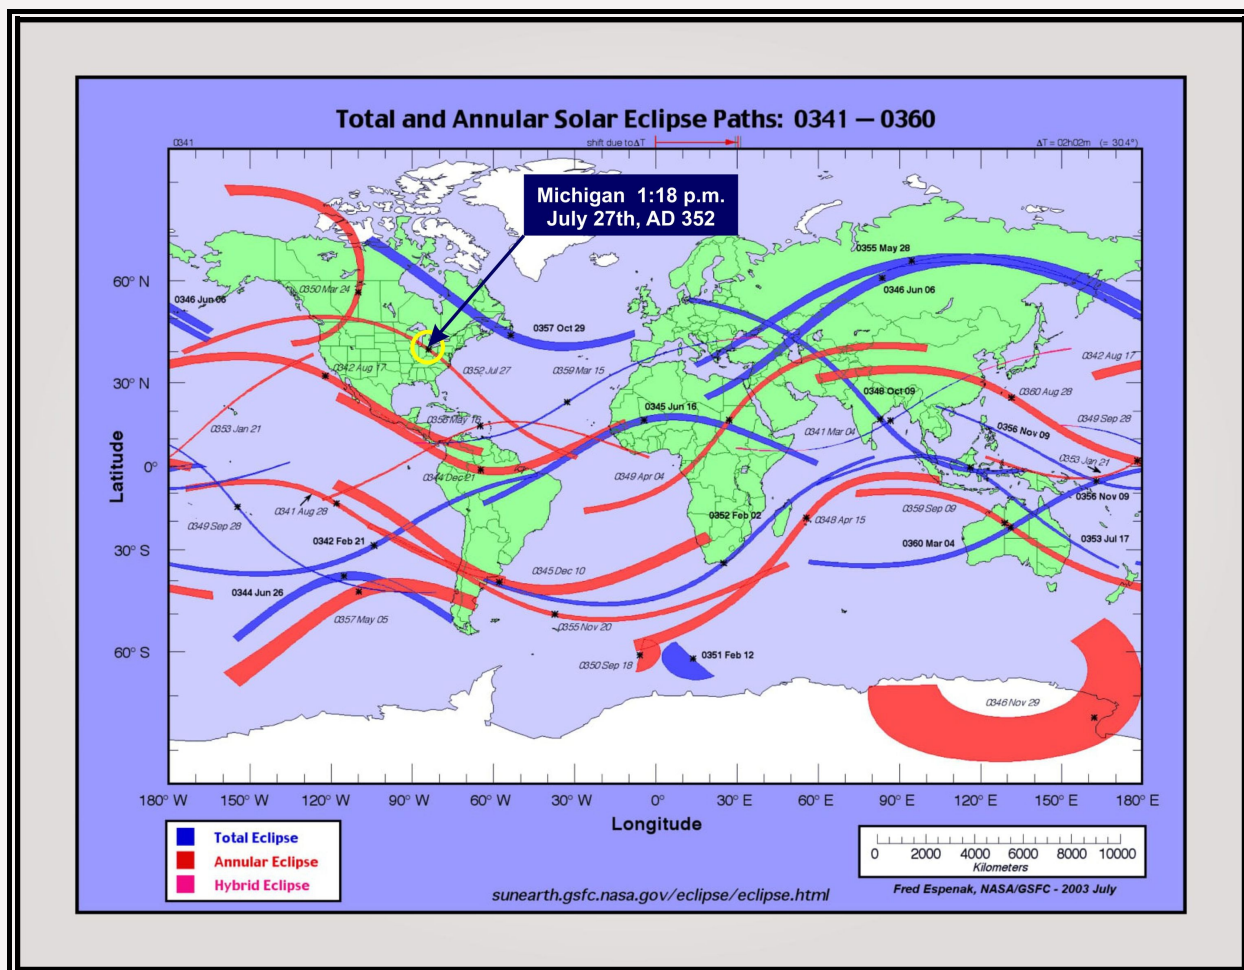 Total and Annular Solar Eclipse Paths: 0341 — 0360
0341
shift due to ΔT
ΔT = 02h02m (= 30.4°)
Michigan 1:18 p.m.
July 27th, AD 352
0355 May 28
60° N
0350 Mar 24
0346 Jun 06
0346 Jun 06
0357 Oct 29
0342 Aug 17
0352 Jul 27
0359 Mar 15
0342 Aug 17
30° N
0348 Oct 09
0360 Aug 28
0345 Jun 16
0349 Sep 28
0353 Jan 21
0341 Mar 04
0356 Nov 09
0° 
0344 Dec 21
0349 Apr 04
0353 Jan 21
0356 Nov 09
0341 Aug 28
0359 Sep 09
0352 Feb 02
0348 Apr 15
0349 Sep 28
0342 Feb 21
0360 Mar 04
0353 Jul 17
30° S
0345 Dec 10
0344 Jun 26
0357 May 05
0355 Nov 20
60° S
0350 Sep 18
0351 Feb 12
0346 Nov 29
Latitude
180° W
150° W
120° W
90° W
60° W
30° W
0°
30° E
60° E
90° E
120° E
150° E
180° E
Longitude
Total Eclipse
Annular Eclipse
Hybrid Eclipse
0 2000 4000 6000 8000 10000
Kilometers
sunearth.gsfc.nasa.gov/eclipse/eclipse.html
Fred Espenak, NASA/GSFC - 2003 July